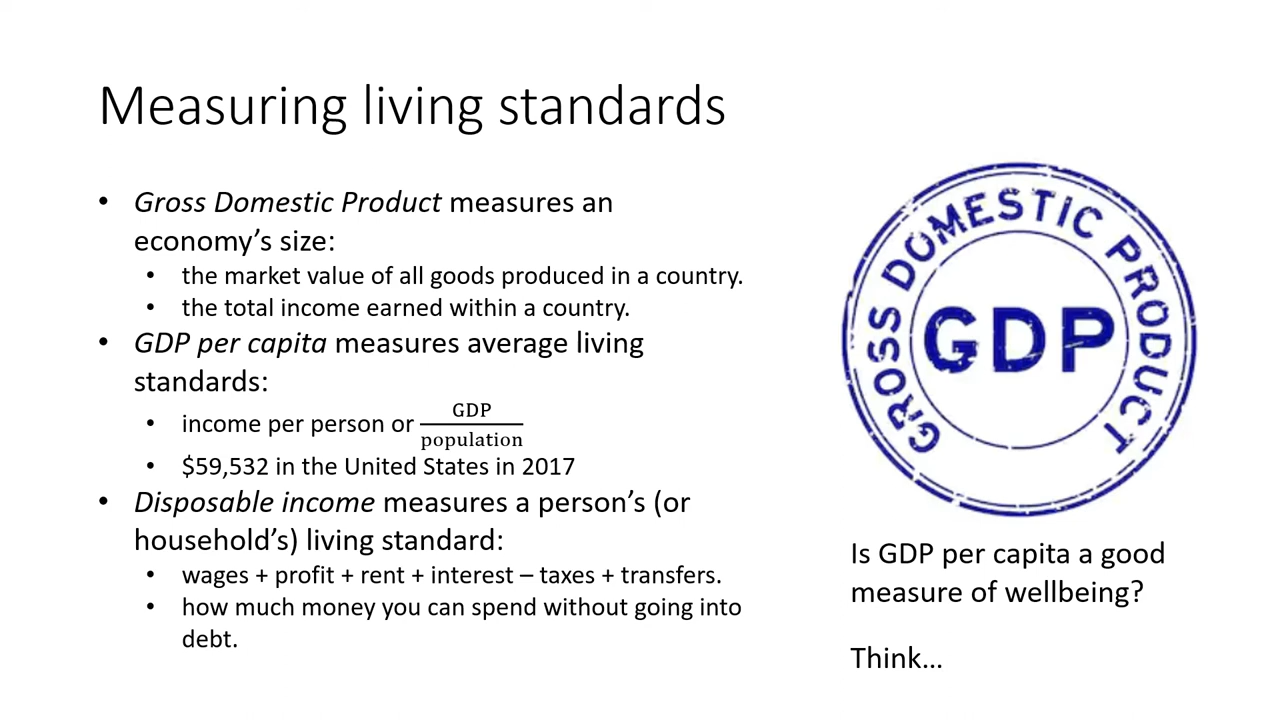 Measuring living standards
• Gross Domestic Product measures an
economy’s size:
• the market value of all goods produced in a country.
• the total income earned within a country.
• GDP per capita measures average living
standards:
• income per person or GDP/population
• $59,532 in the United States in 2017
• Disposable income measures a person’s (or
household’s) living standard:
• wages + profit + rent + interest – taxes + transfers.
• how much money you can spend without going into
debt.
GROSS DOMESTIC PRODUCT
GDP
Is GDP per capita a good
measure of wellbeing?
Think…